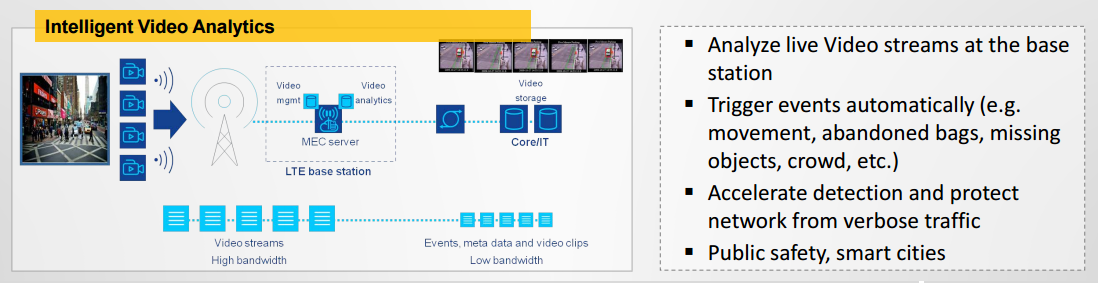 Intelligent Video Analytics
Video
mgmt
Video
analytics
MEC server
LTE base station
Video
storage
Core/IT
Video streams
High bandwidth
Events, meta data and video clips
Low bandwidth
▪ Analyze live Video streams at the base
station
▪ Trigger events automatically (e.g.
movement, abandoned bags, missing
objects, crowd, etc.)
▪ Accelerate detection and protect
network from verbose traffic
▪ Public safety, smart cities